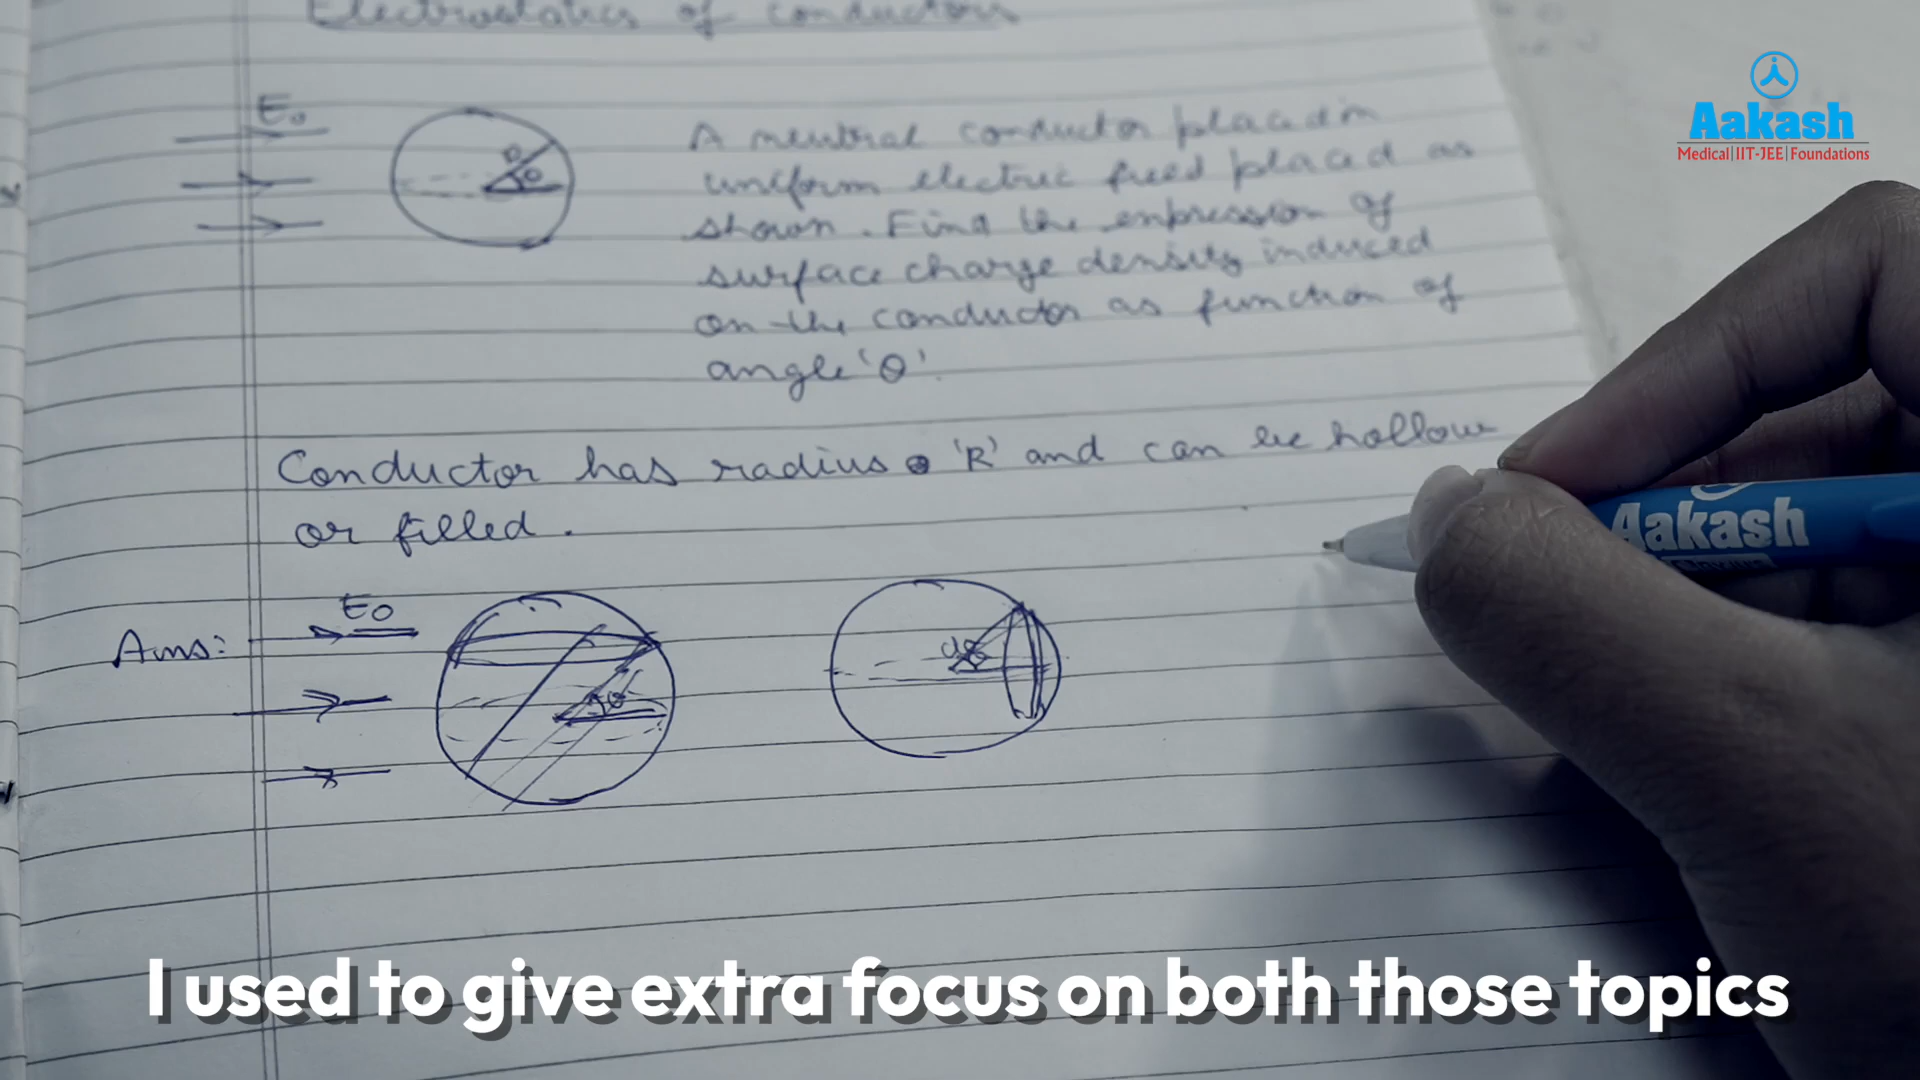 Electrostatics of conductors
E₀
θ
A neutral conductor placed in
uniform electric field placed as
shown. Find the expression of
surface charge density induced
on the conductor as function of
angle 'θ'.
Conductor has radius 'R' and can be hollow
or filled.
Ans:
E₀
θ
Aakash
Medical|IIT-JEE|Foundations
Aakash
I used to give extra focus on both those topics